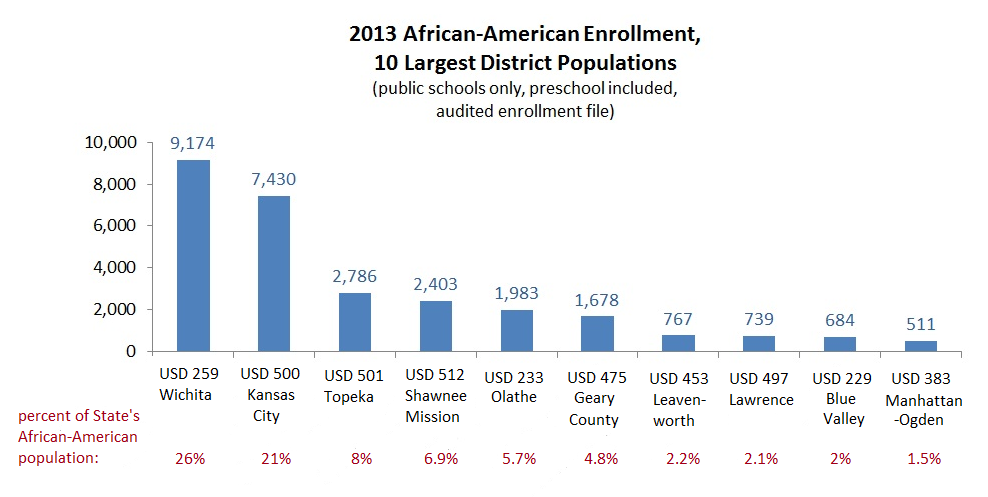 2013 African-American Enrollment,
10 Largest District Populations
(public schools only, preschool included,
audited enrollment file)
10,000
8,000
6,000
4,000
2,000
0
9,174
7,430
2,786
2,403
1,983
1,678
767
739
684
511
USD 259
Wichita
USD 500
Kansas
City
USD 501
Topeka
USD 512
Shawnee
Mission
USD 233
Olathe
USD 475
Geary
County
USD 453
Leaven-
worth
USD 497
Lawrence
USD 229
Blue
Valley
USD 383
Manhattan
-Ogden
percent of State's
African-American
population:
26%
21%
8%
6.9%
5.7%
4.8%
2.2%
2.1%
2%
1.5%